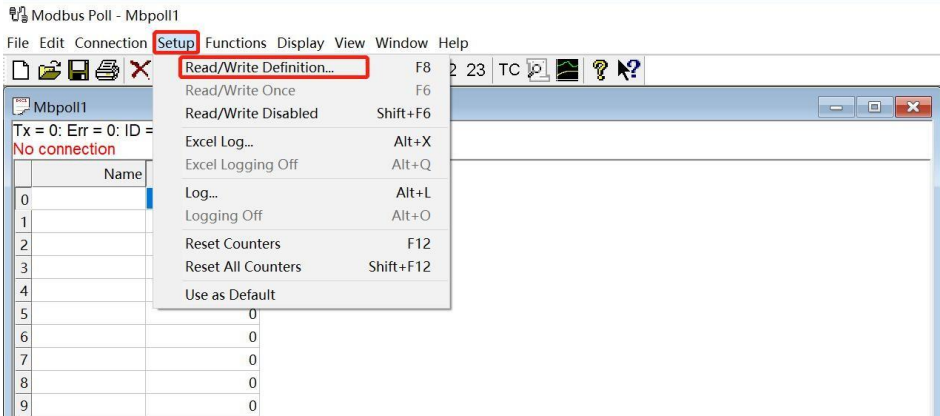 Modbus Poll - Mbpoll1
File Edit Connection Setup Functions Display View Window Help
23 TC
Read/Write Definition... F8
Read/Write Once F6
Read/Write Disabled Shift+F6
Excel Log... Alt+X
Excel Logging Off Alt+Q
Log... Alt+L
Logging Off Alt+O
Reset Counters F12
Reset All Counters Shift+F12
Use as Default
Mbpoll1
Tx = 0: Err = 0: ID =
No connection
Name
0
1
2
3
4
5 0
6 0
7 0
8 0
9 0